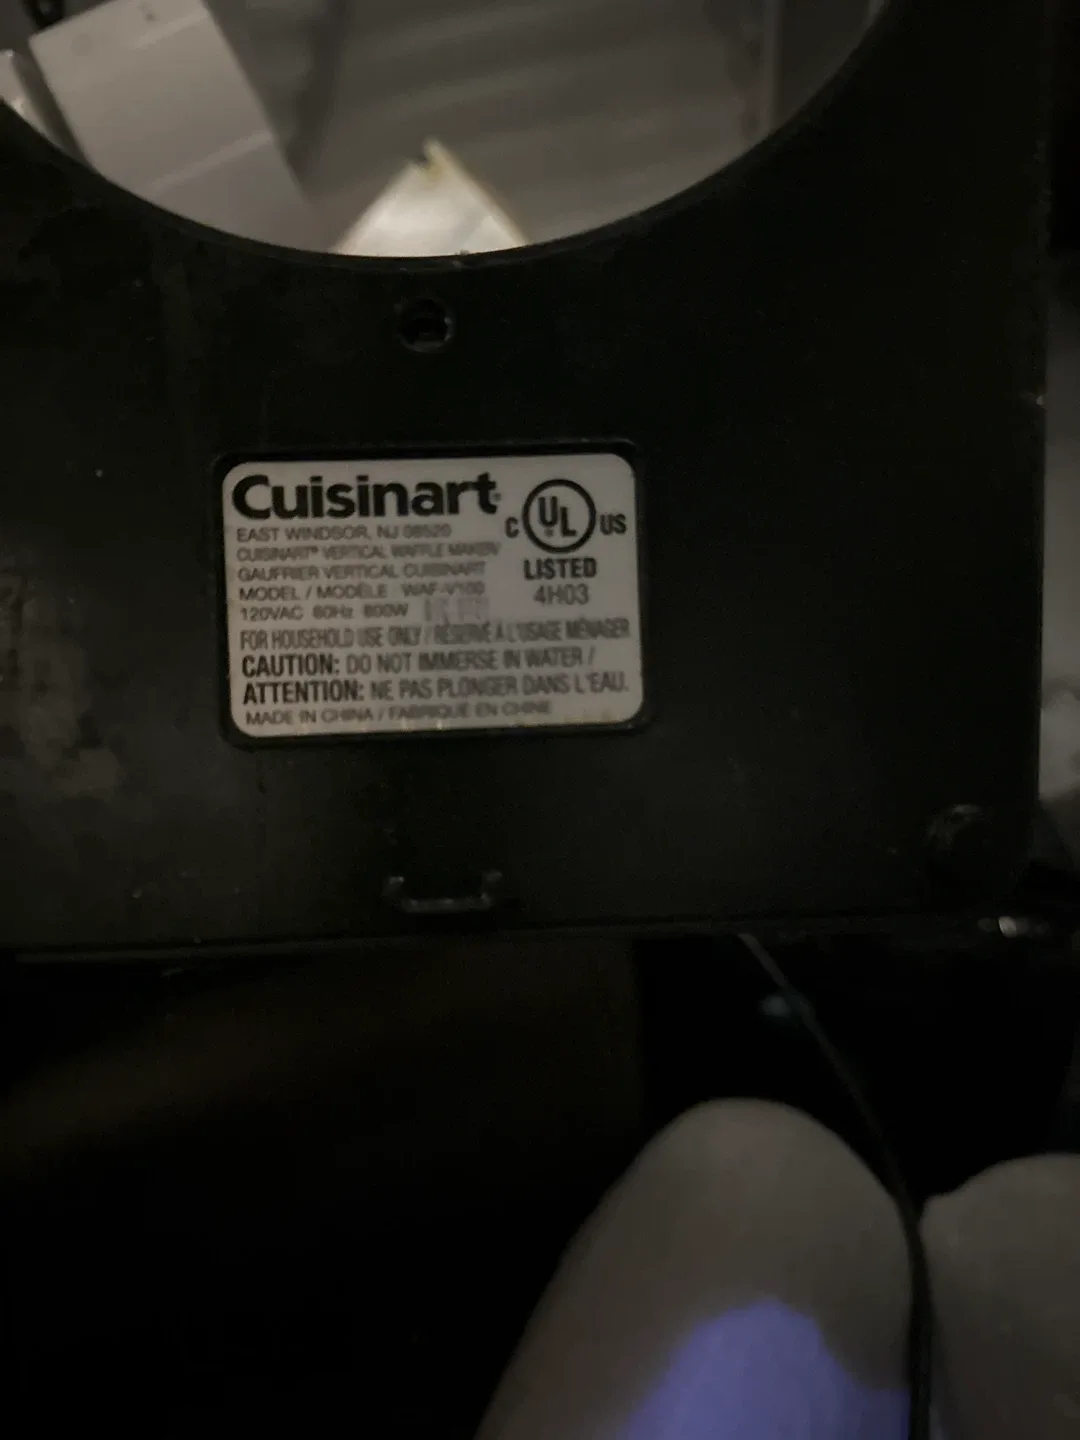 Cuisinart®
EAST WINDSOR, NJ 08520
CUISINART® VERTICAL WAFFLE MAKER/
GAUFRIER VERTICAL CUISINART
MODEL / MODÈLE : WAF-V100
120VAC 60Hz 800W
C UL US
LISTED
4H03
FOR HOUSEHOLD USE ONLY / RÉSERVÉ À L'USAGE MÉNAGER
CAUTION: DO NOT IMMERSE IN WATER /
ATTENTION: NE PAS PLONGER DANS L'EAU.
MADE IN CHINA / FABRIQUÉ EN CHINE